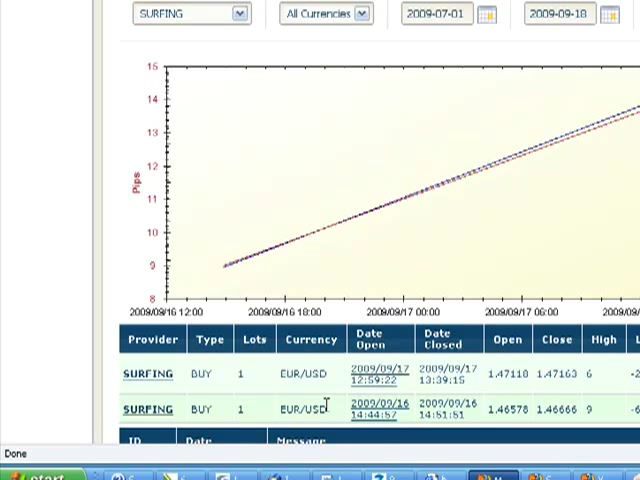 SURFING All Currencies 2009-07-01 2009-09-18
15
14
13
12
11
10
9
8
Pips
2009/09/16 12:00 2009/09/16 18:00 2009/09/17 00:00 2009/09/17 06:00 2009/09
Provider Type Lots Currency Date Open Date Closed Open Close High L
SURFING BUY 1 EUR/USD 2009/09/17 12:59:22 2009/09/17 13:39:15 1.47118 1.47163 6 -2
SURFING BUY 1 EUR/USD 2009/09/16 14:44:57 2009/09/16 14:51:51 1.46578 1.46666 9 -6
ID Date Message
Done
start